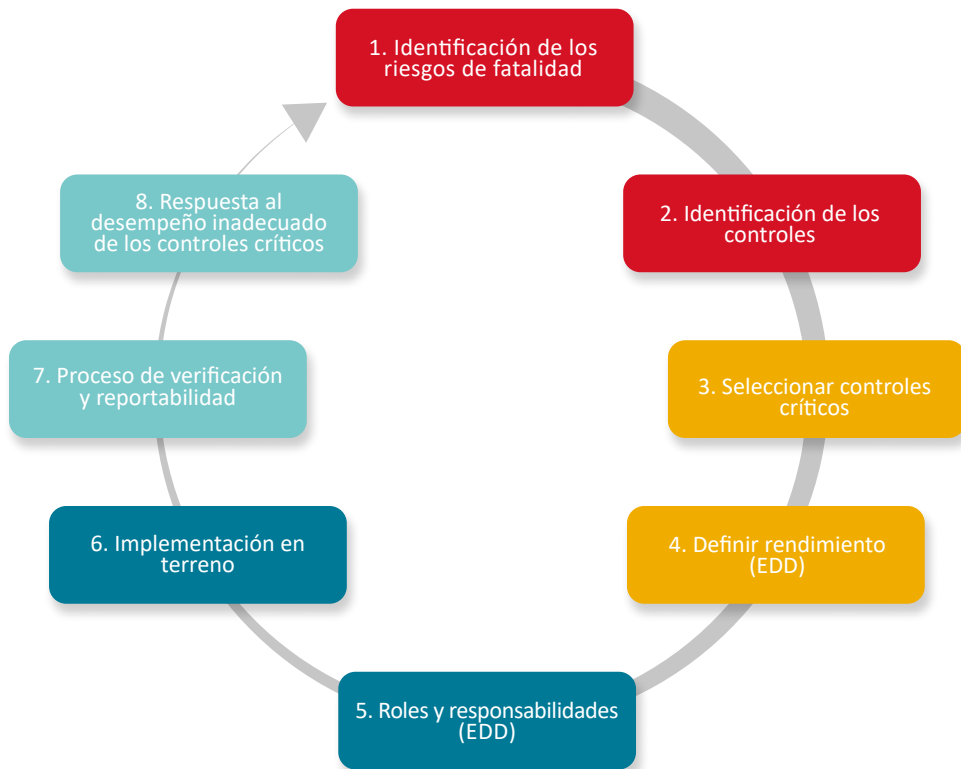 1. Identificación de los
riesgos de fatalidad
2. Identificación de los
controles
3. Seleccionar controles
críticos
4. Definir rendimiento
(EDD)
5. Roles y responsabilidades
(EDD)
6. Implementación en
terreno
7. Proceso de verificación
y reportabilidad
8. Respuesta al
desempeño inadecuado
de los controles críticos